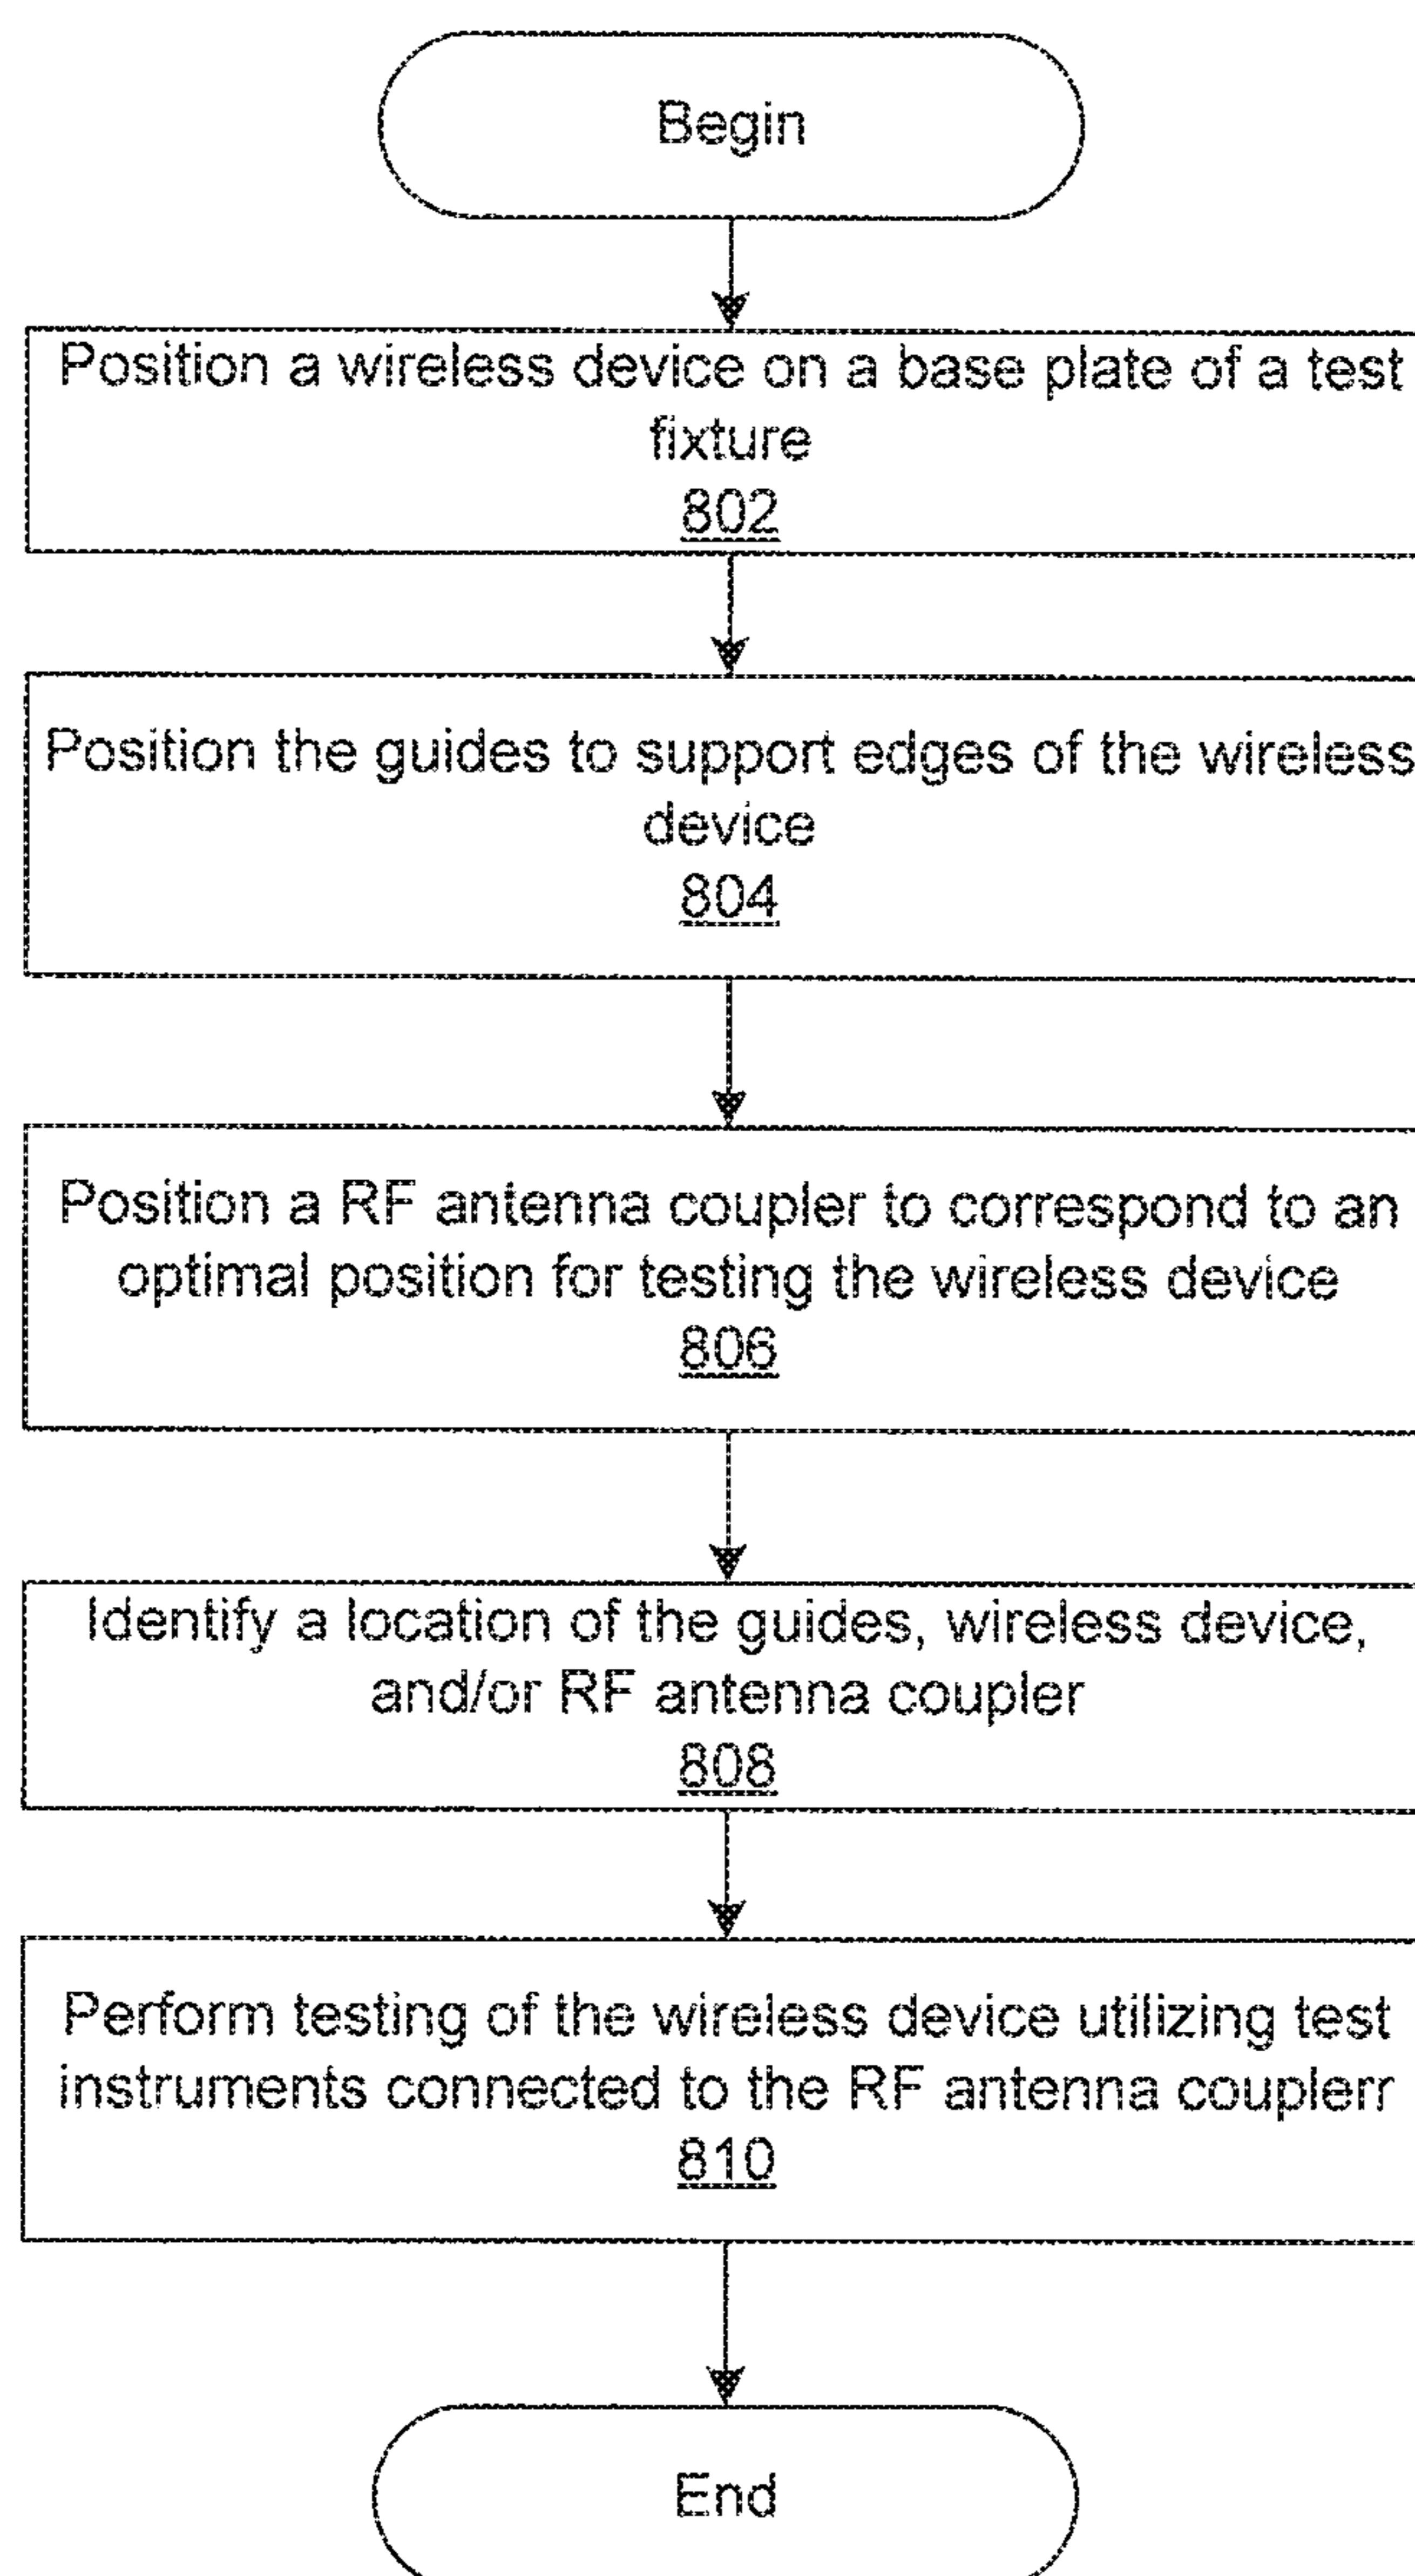 Begin
Position a wireless device on a base plate of a test
fixture
802
Position the guides to support edges of the wireless
device
804
Position a RF antenna coupler to correspond to an
optimal position for testing the wireless device
806
Identify a location of the guides, wireless device,
and/or RF antenna coupler
808
Perform testing of the wireless device utilizing test
instruments connected to the RF antenna couplerr
810
End